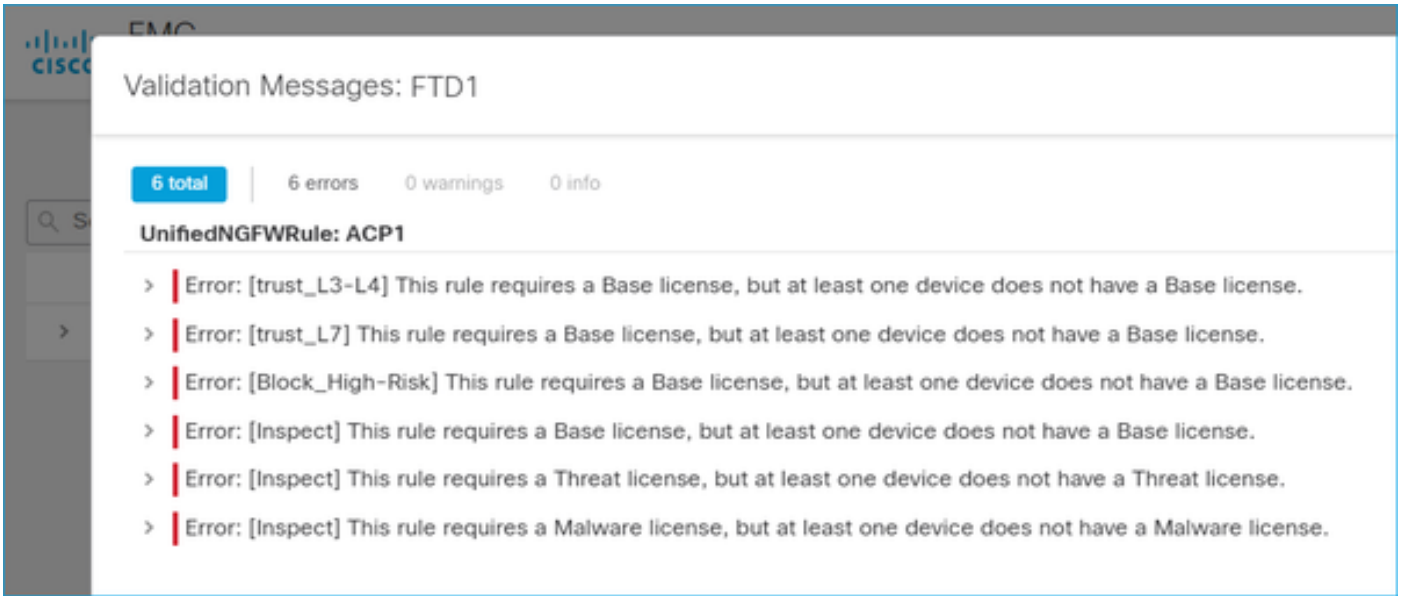 CISCO
FMC
Validation Messages: FTD1
6 total
6 errors
0 warnings
0 info
UnifiedNGFWRule: ACP1
Error: [trust_L3-L4] This rule requires a Base license, but at least one device does not have a Base license.
Error: [trust_L7] This rule requires a Base license, but at least one device does not have a Base license.
Error: [Block_High-Risk] This rule requires a Base license, but at least one device does not have a Base license.
Error: [Inspect] This rule requires a Base license, but at least one device does not have a Base license.
Error: [Inspect] This rule requires a Threat license, but at least one device does not have a Threat license.
Error: [Inspect] This rule requires a Malware license, but at least one device does not have a Malware license.